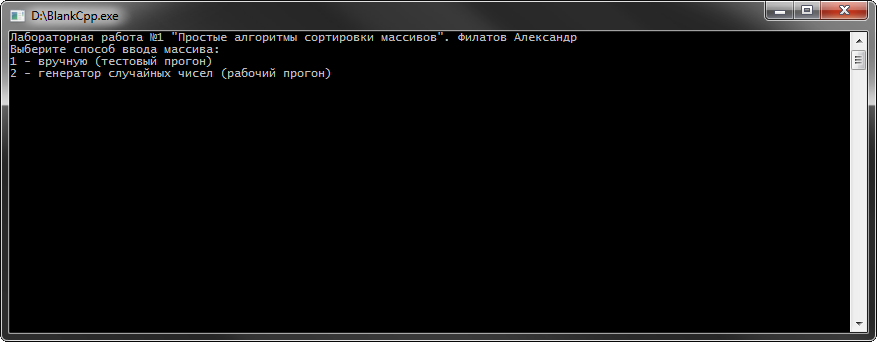 D:\BlankCpp.exe
Лабораторная работа №1 "Простые алгоритмы сортировки массивов". Филатов Александр
Выберите способ ввода массива:
1 - вручную (тестовый прогон)
2 - генератор случайных чисел (рабочий прогон)